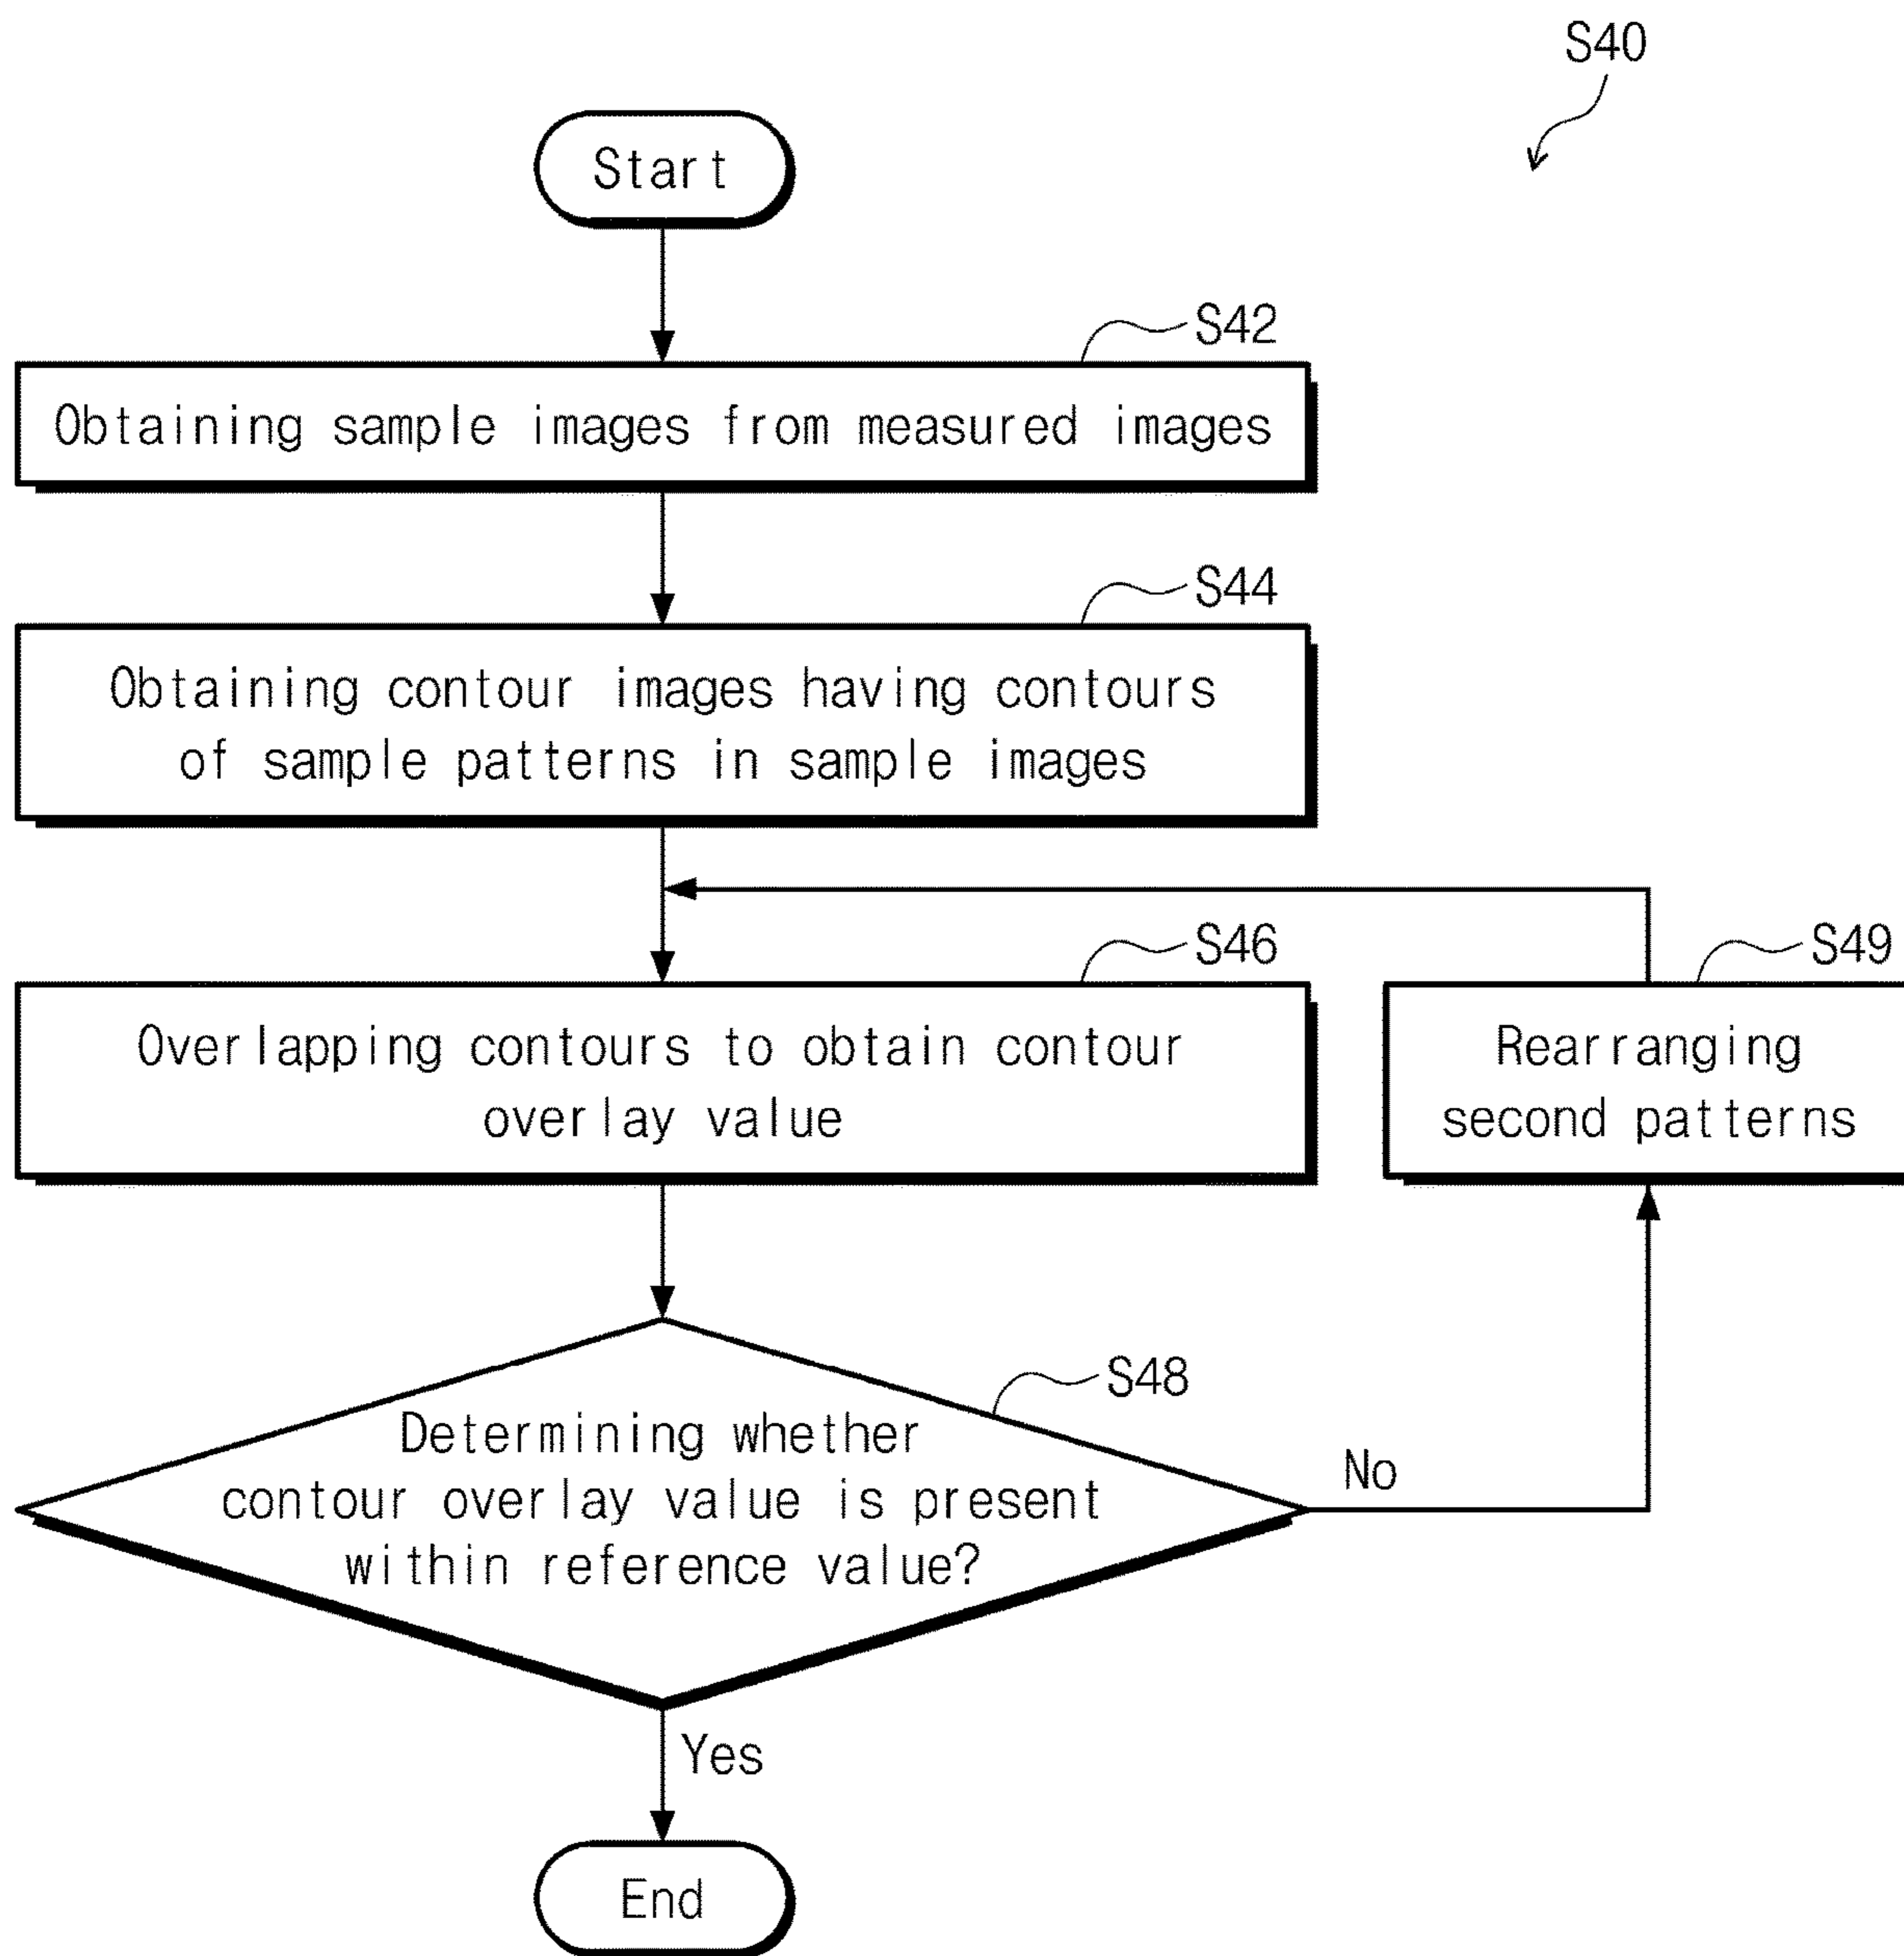 S40
Start
S42
Obtaining sample images from measured images
S44
Obtaining contour images having contours
of sample patterns in sample images
S46
Overlapping contours to obtain contour
overlay value
S49
Rearranging
second patterns
S48
Determining whether
contour overlay value is present
within reference value?
No
Yes
End